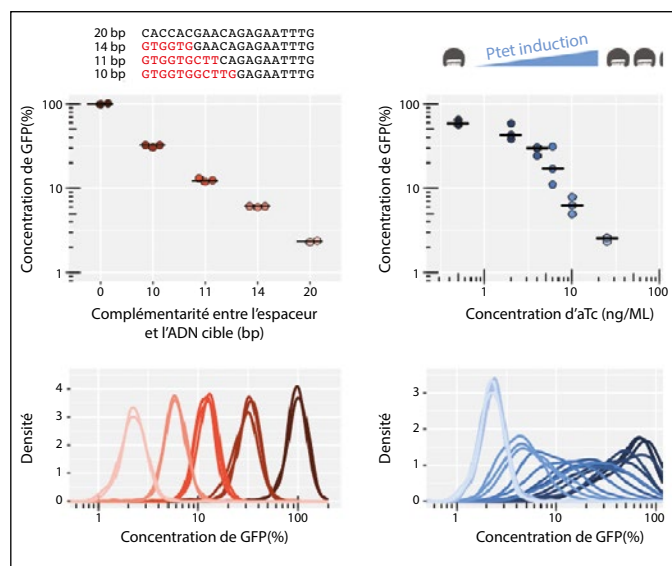 20 bp CACCACGAACAGAGAATTTG
14 bp GTGGTGGAACAGAGAATTTG
11 bp GTGGTGCTTCAGAGAATTTG
10 bp GTGGTGGCTTGGAGAATTTG
Ptet induction
Concentration de GFP(%)
100
10
1
0 10 11 14 20
Complémentarité entre l'espaceur
et l'ADN cible (bp)
Concentration de GFP(%)
100
10
1
1 10 100
Concentration d'aTc (ng/ML)
Densité
4
3
2
1
0
1 10 100
Concentration de GFP(%)
Densité
3
2
1
0
1 10 100
Concentration de GFP(%)